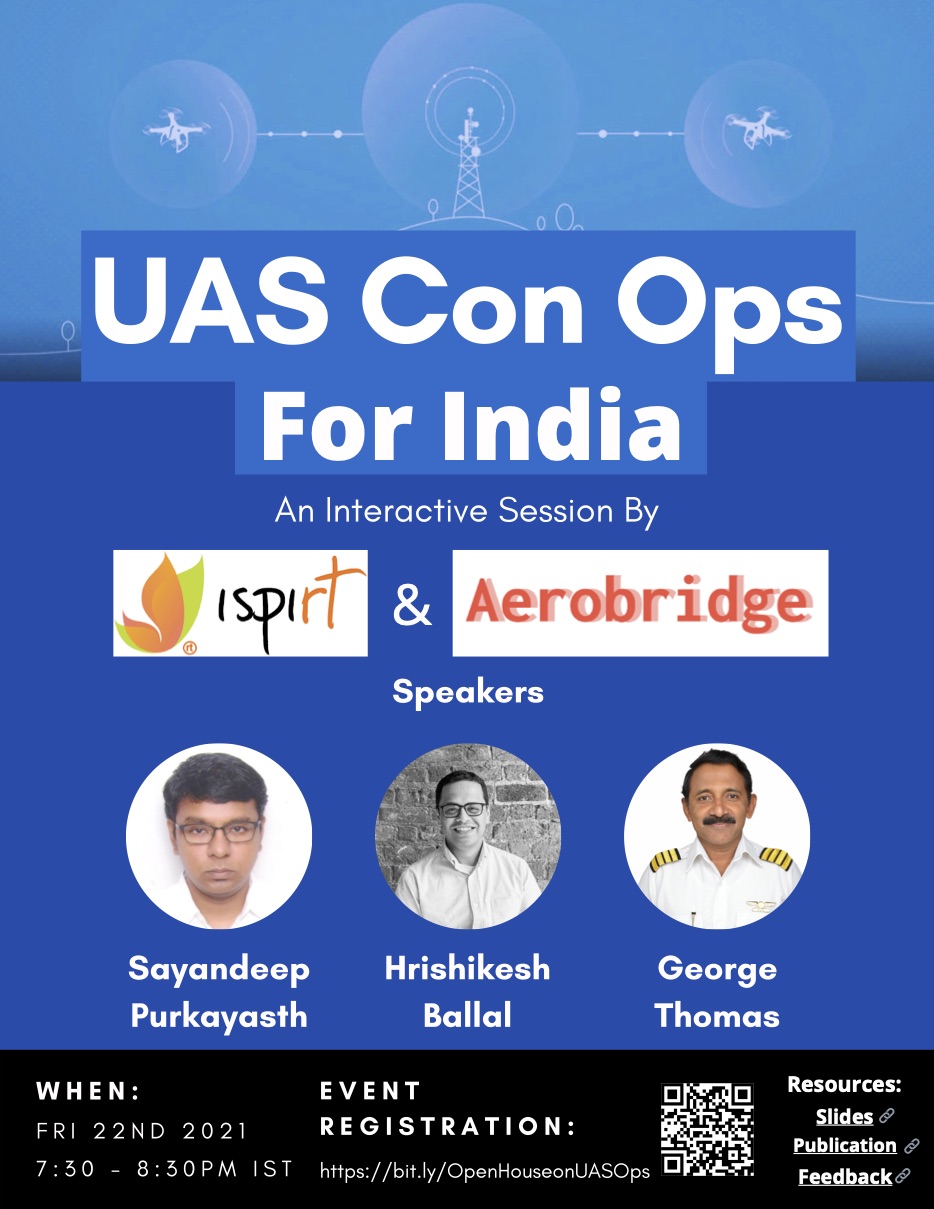 UAS Con Ops
For India
An Interactive Session By
ispirt
rt
&
Aerobridge
Speakers
Sayandeep
Purkayasth
Hrishikesh
Ballal
George
Thomas
WHEN:
FRI 22ND 2021
7:30 - 8:30PM IST
EVENT
REGISTRATION:
https://bit.ly/OpenHouseonUASOps
Resources:
Slides
Publication
Feedback